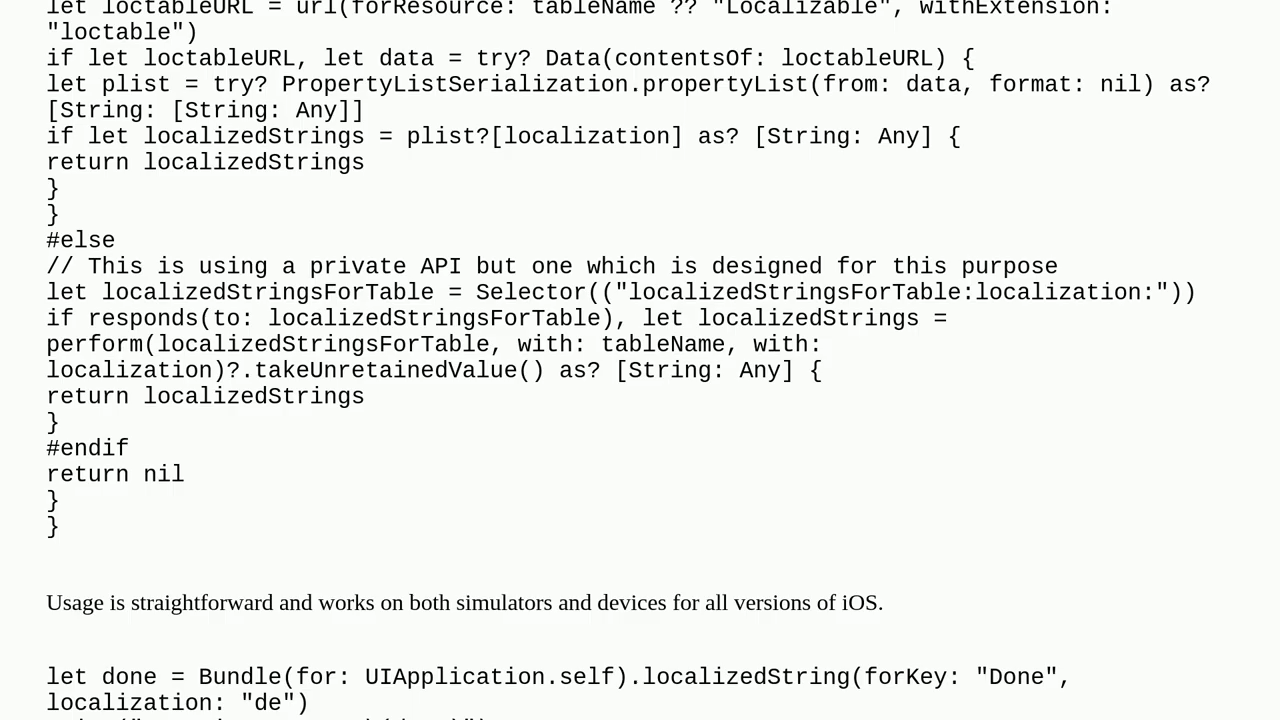 let loctableURL = url(forResource: tableName ?? "Localizable", withExtension:
"loctable")
if let loctableURL, let data = try? Data(contentsOf: loctableURL) {
let plist = try? PropertyListSerialization.propertyList(from: data, format: nil) as?
[String: [String: Any]]
if let localizedStrings = plist?[localization] as? [String: Any] {
return localizedStrings
}
}
#else
// This is using a private API but one which is designed for this purpose
let localizedStringsForTable = Selector(("localizedStringsForTable:localization:"))
if responds(to: localizedStringsForTable), let localizedStrings =
perform(localizedStringsForTable, with: tableName, with:
localization)?.takeUnretainedValue() as? [String: Any] {
return localizedStrings
}
#endif
return nil
}
}
Usage is straightforward and works on both simulators and devices for all versions of iOS.
let done = Bundle(for: UIApplication.self).localizedString(forKey: "Done",
localization: "de")